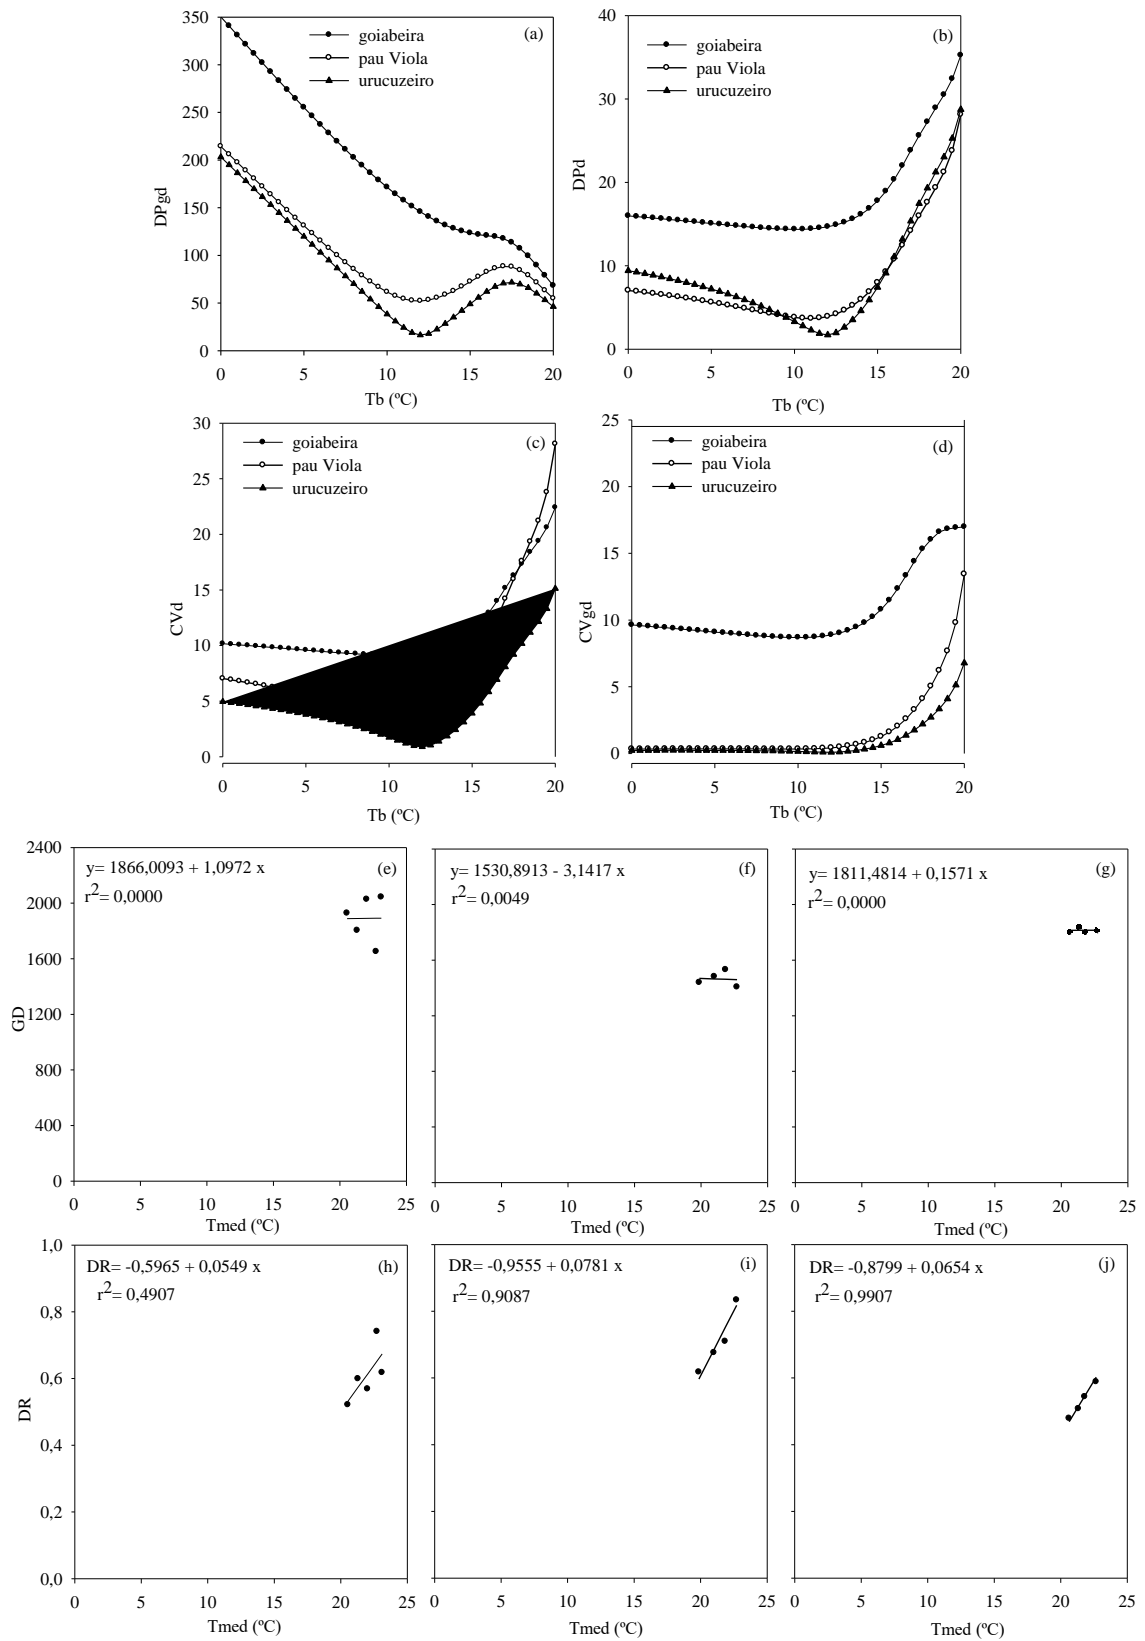 350
300
250
200
150
100
50
0
DPgd
goiabeira
pau Viola
urucuzeiro
(a)
0 5 10 15 20
Tb (ºC)
40
30
20
10
0
DPd
goiabeira
pau Viola
urucuzeiro
(b)
0 5 10 15 20
Tb (ºC)
30
25
20
15
10
5
0
CVd
goiabeira
pau Viola
urucuzeiro
(c)
0 5 10 15 20
Tb (ºC)
25
20
15
10
5
0
CVgd
goiabeira
pau Viola
urucuzeiro
(d)
0 5 10 15 20
Tb (ºC)
2400
2000
1600
1200
800
400
0
GD
y= 1866,0093 + 1,0972 x
r2= 0,0000
(e)
0 5 10 15 20 25
Tmed (ºC)
y= 1530,8913 - 3,1417 x
r2= 0,0049
(f)
0 5 10 15 20 25
Tmed (ºC)
y= 1811,4814 + 0,1571 x
r2= 0,0000
(g)
0 5 10 15 20 25
Tmed (ºC)
1,0
0,8
0,6
0,4
0,2
0,0
DR
DR= -0,5965 + 0,0549 x
r2= 0,4907
(h)
0 5 10 15 20 25
Tmed (ºC)
DR= -0,9555 + 0,0781 x
r2= 0,9087
(i)
0 5 10 15 20 25
Tmed (ºC)
DR= -0,8799 + 0,0654 x
r2= 0,9907
(j)
0 5 10 15 20 25
Tmed (ºC)